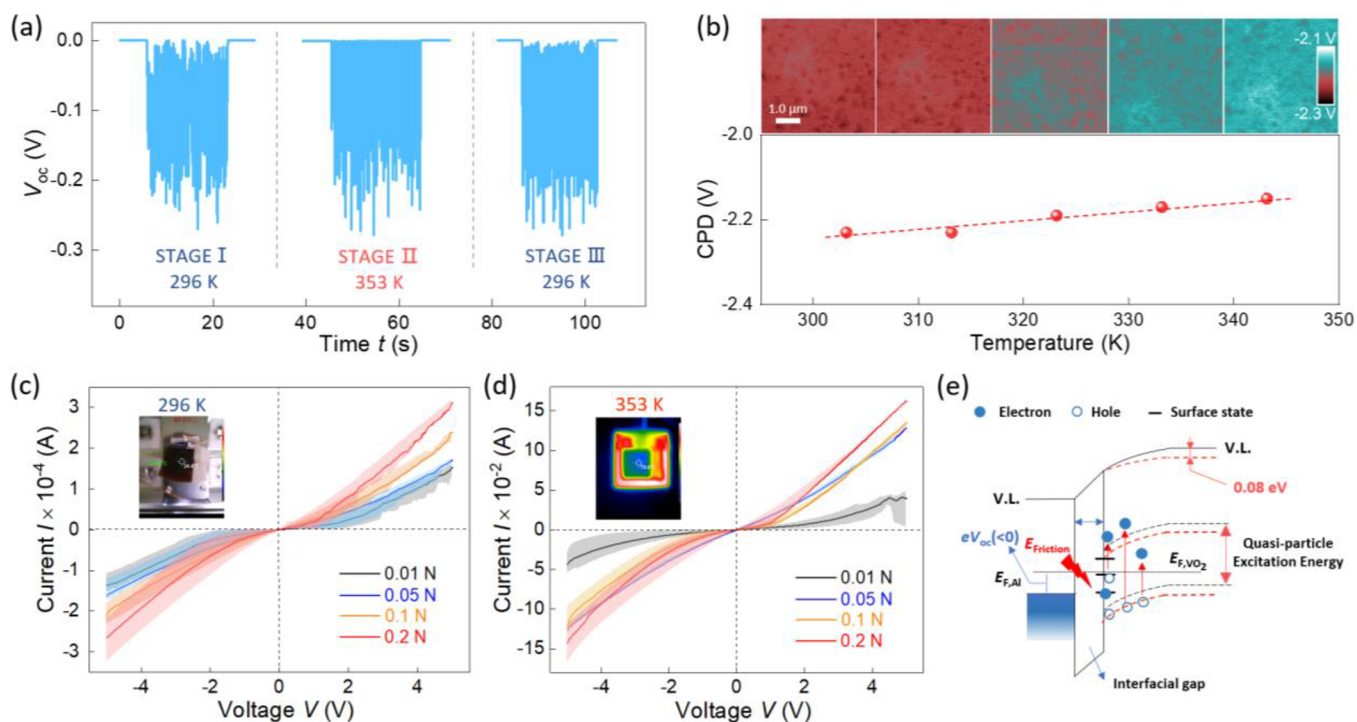 (a)
0.0
-0.1
-0.2
-0.3
V_oc (V)
STAGE I
296 K
STAGE II
353 K
STAGE III
296 K
0
20
40
60
80
100
Time t (s)
(b)
1.0 μm
-2.1 V
-2.3 V
-2.0
-2.2
-2.4
CPD (V)
300
310
320
330
340
350
Temperature (K)
(c)
296 K
3
2
1
0
-1
-2
-3
Current I × 10⁻⁴ (A)
0.01 N
0.05 N
0.1 N
0.2 N
-4
-2
0
2
4
Voltage V (V)
(d)
353 K
15
10
5
0
-5
-10
-15
Current I × 10⁻² (A)
0.01 N
0.05 N
0.1 N
0.2 N
-4
-2
0
2
4
Voltage V (V)
(e)
Electron
Hole
Surface state
V.L.
0.08 eV
V.L.
eV_oc(<0)
E_Friction
E_F,Al
E_F,VO₂
Quasi-particle
Excitation Energy
Interfacial gap